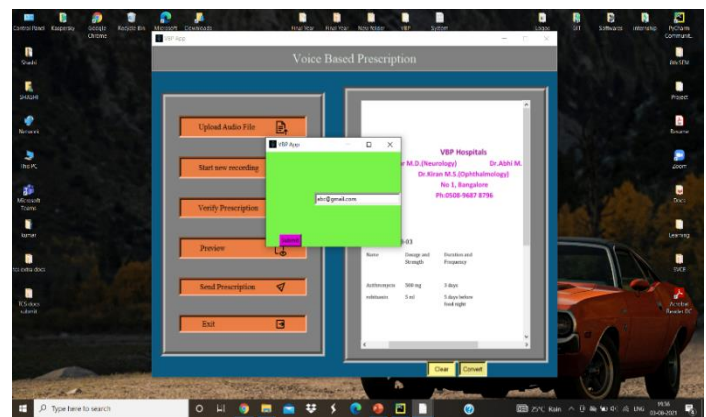 Control Panel
Kaspersky
Google Chrome
Recycle Bin
Microsoft
Downloads
Final Year
Final Year
New folder
VBP
System
Logos
GIT
Softwares
internship
PyCharm Communit..
VBP App
Voice Based Prescription
Upload Audio File
Start new recording
Verify Prescription
Preview
Send Prescription
Exit
VBP App
abc@gmail.com
VBP Hospitals
r M.D.(Neurology) Dr.Abhi M.
Dr.Kiran M.S.(Ophthalmology)
No 1, Bangalore
Ph:0508-9687 8796
-03
Name Dosage and Strength Duration and Frequency
500 mg 3 days
5 ml 5 days before food night
Clear
Convert
Shashi
SHASHI
Network
This PC
Microsoft Teams
kumar
tcs extra docs
TCS docs submit
Project
Resume
Zoom
Docs
Learning
SVCE
Acrobat Reader DC
Type here to search
25°C Rain
ENG